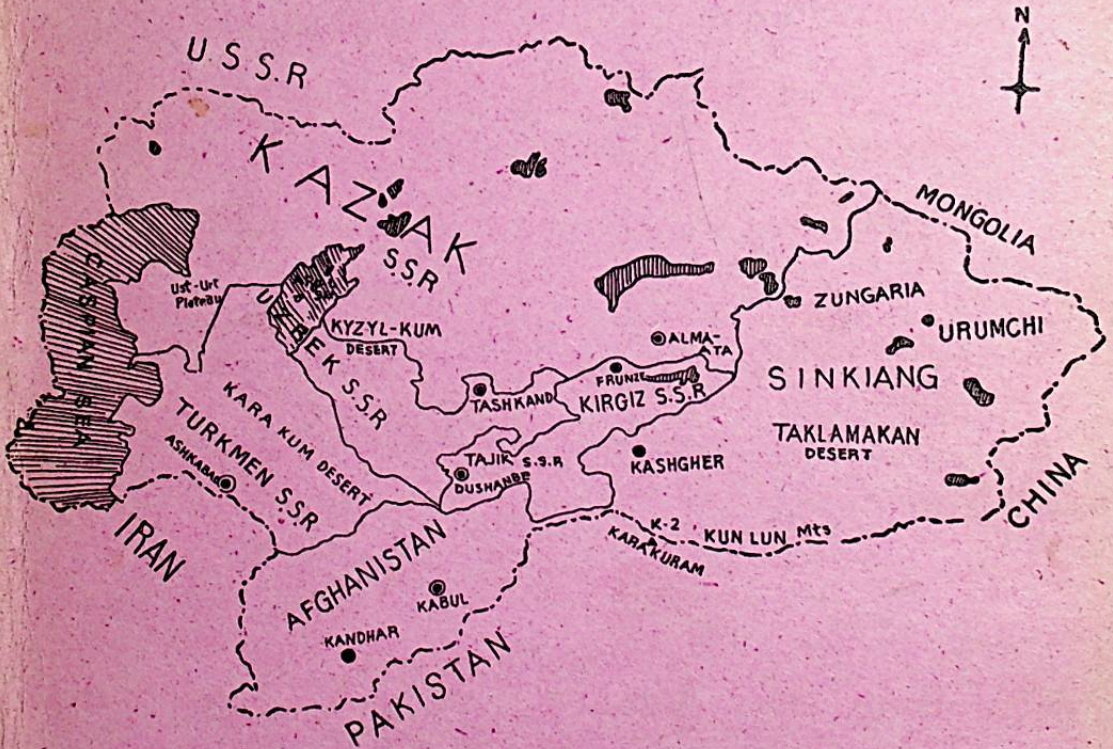 N
U.S.S.R
KAZAK
S.S.R
MONGOLIA
CASPIAN SEA
Ust-Urt
Plateau
UZBEK S.S.R
KYZYL-KUM
DESERT
ZUNGARIA
URUMCHI
ALMA-
ATA
FRUNZE
KIRGIZ S.S.R
SINKIANG
TASHKAND
KARA KUM DESERT
TURKMEN S.S.R
ASHKABAD
TAJIK S.S.R
DUSHANBE
KASHGHER
TAKLAMAKAN
DESERT
CHINA
IRAN
K-2
KUN LUN Mts
KARAKURAM
AFGHANISTAN
KABUL
KANDHAR
PAKISTAN